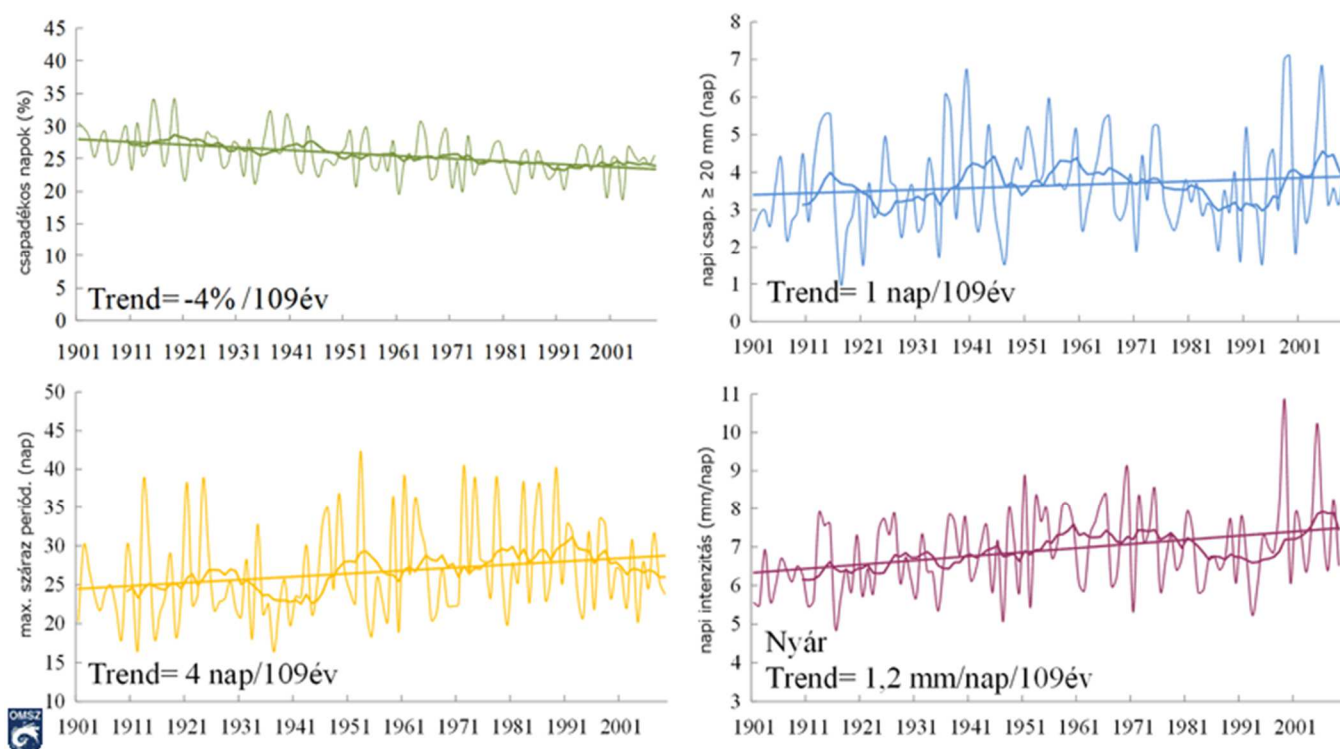 45
40
35
30
25
20
15
10
5
0
csapadékos napok (%)
Trend= -4% /109év
1901 1911 1921 1931 1941 1951 1961 1971 1981 1991 2001
8
7
6
5
4
3
2
1
0
napi csap. ≥ 20 mm (nap)
Trend= 1 nap/109év
1901 1911 1921 1931 1941 1951 1961 1971 1981 1991 2001
50
45
40
35
30
25
20
15
10
max. száraz periód. (nap)
Trend= 4 nap/109év
1901 1911 1921 1931 1941 1951 1961 1971 1981 1991 2001
OMSZ
11
10
9
8
7
6
5
4
3
napi intenzitás (mm/nap)
Nyár
Trend= 1,2 mm/nap/109év
1901 1911 1921 1931 1941 1951 1961 1971 1981 1991 2001